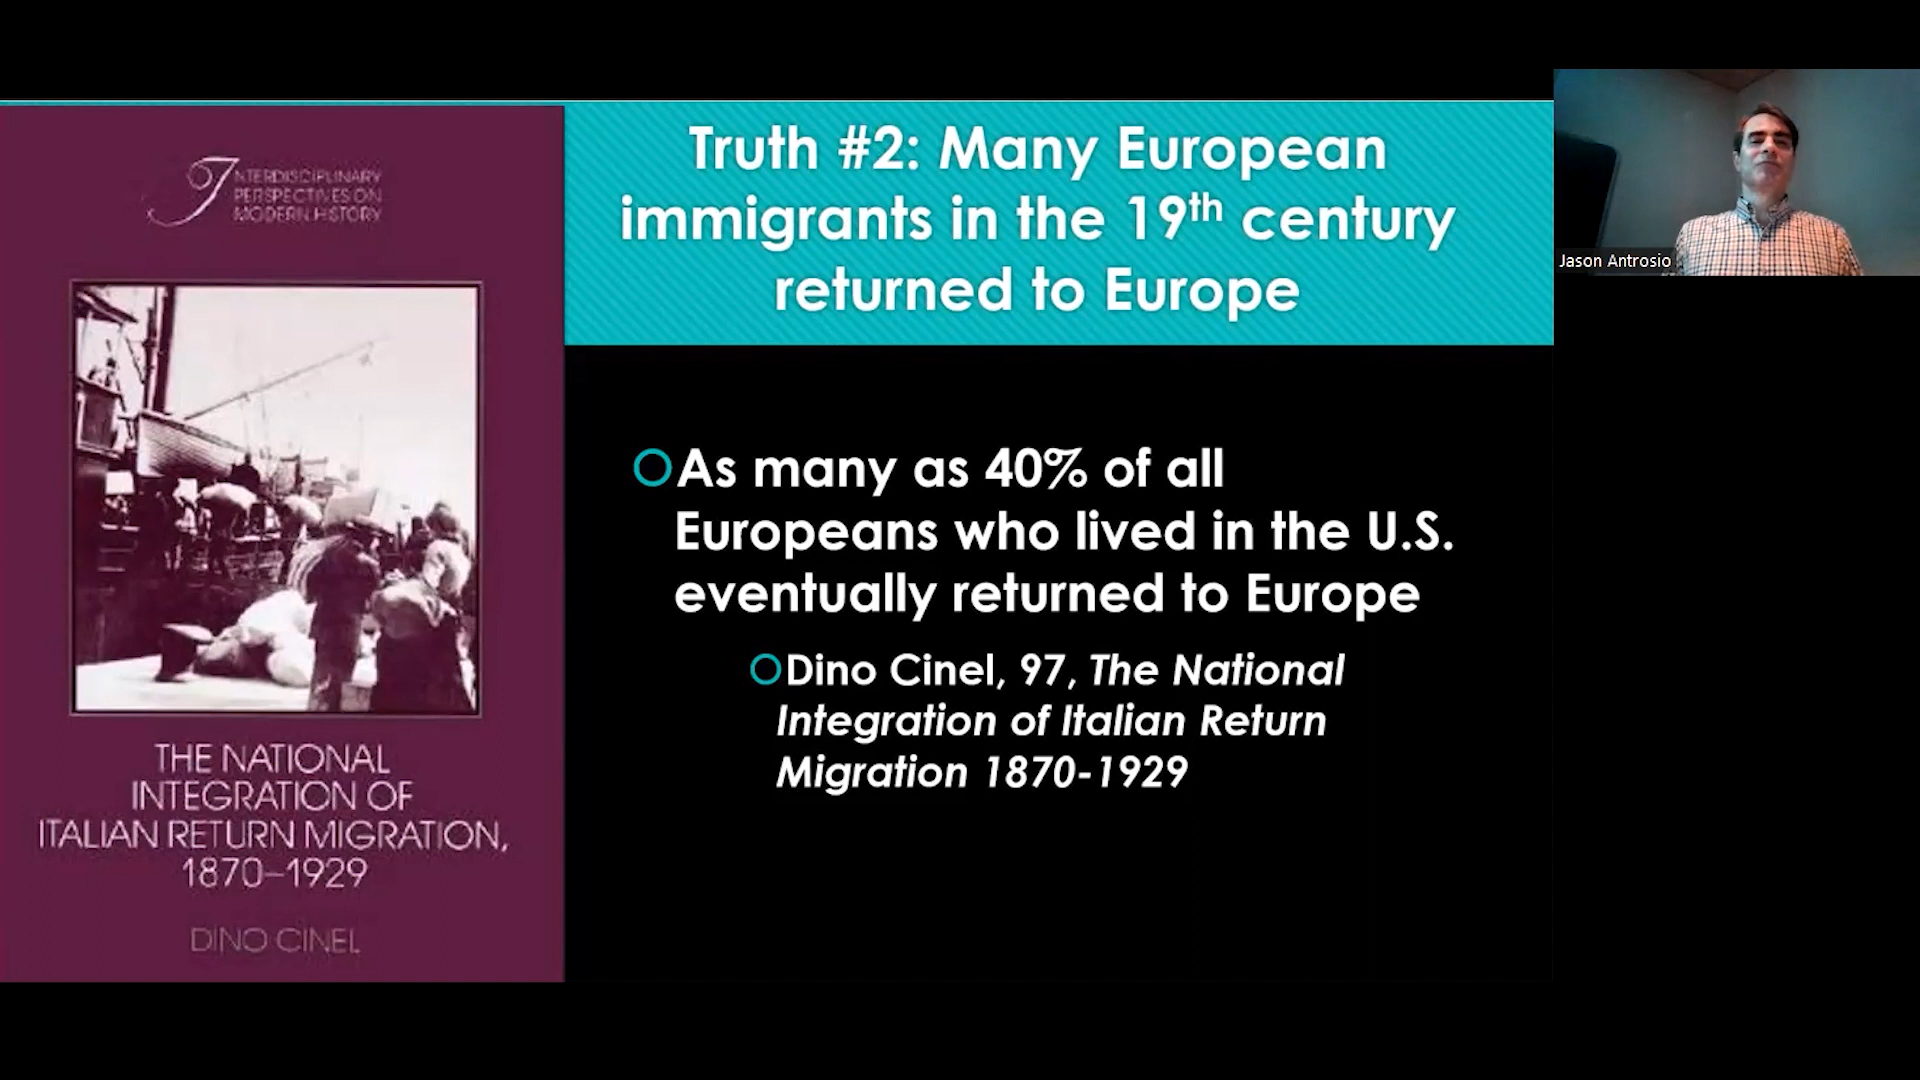 INTERDISCIPLINARY
PERSPECTIVES ON
MODERN HISTORY
THE NATIONAL
INTEGRATION OF
ITALIAN RETURN MIGRATION,
1870–1929
DINO CINEL
Truth #2: Many European
immigrants in the 19th century
returned to Europe
As many as 40% of all
Europeans who lived in the U.S.
eventually returned to Europe
Dino Cinel, 97, The National
Integration of Italian Return
Migration 1870-1929
Jason Antrosio